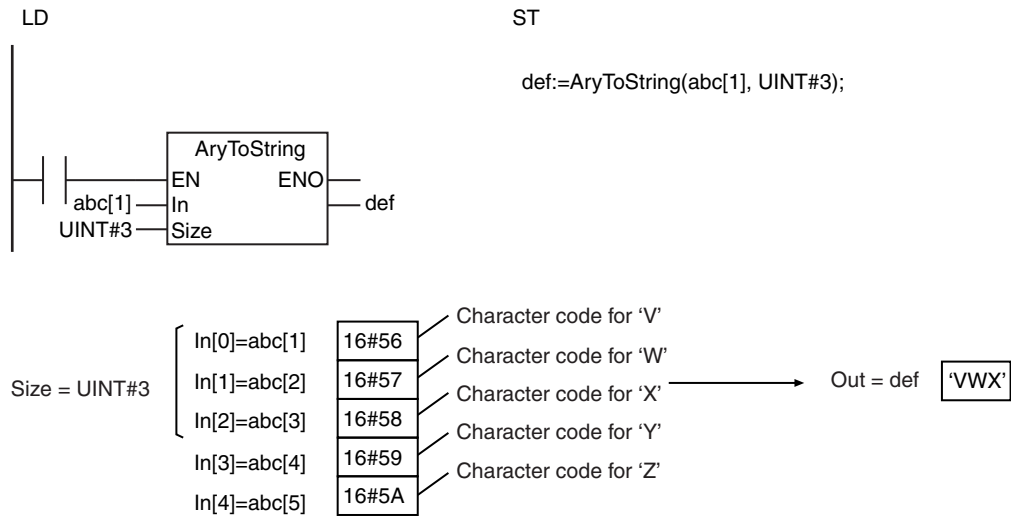 LD
ST
def:=AryToString(abc[1], UINT#3);
AryToString
EN ENO
abc[1] In def
UINT#3 Size
Size = UINT#3
In[0]=abc[1] 16#56 Character code for ‘V’
In[1]=abc[2] 16#57 Character code for ‘W’
In[2]=abc[3] 16#58 Character code for ‘X’
In[3]=abc[4] 16#59 Character code for ‘Y’
In[4]=abc[5] 16#5A Character code for ‘Z’
Out = def ‘VWX’